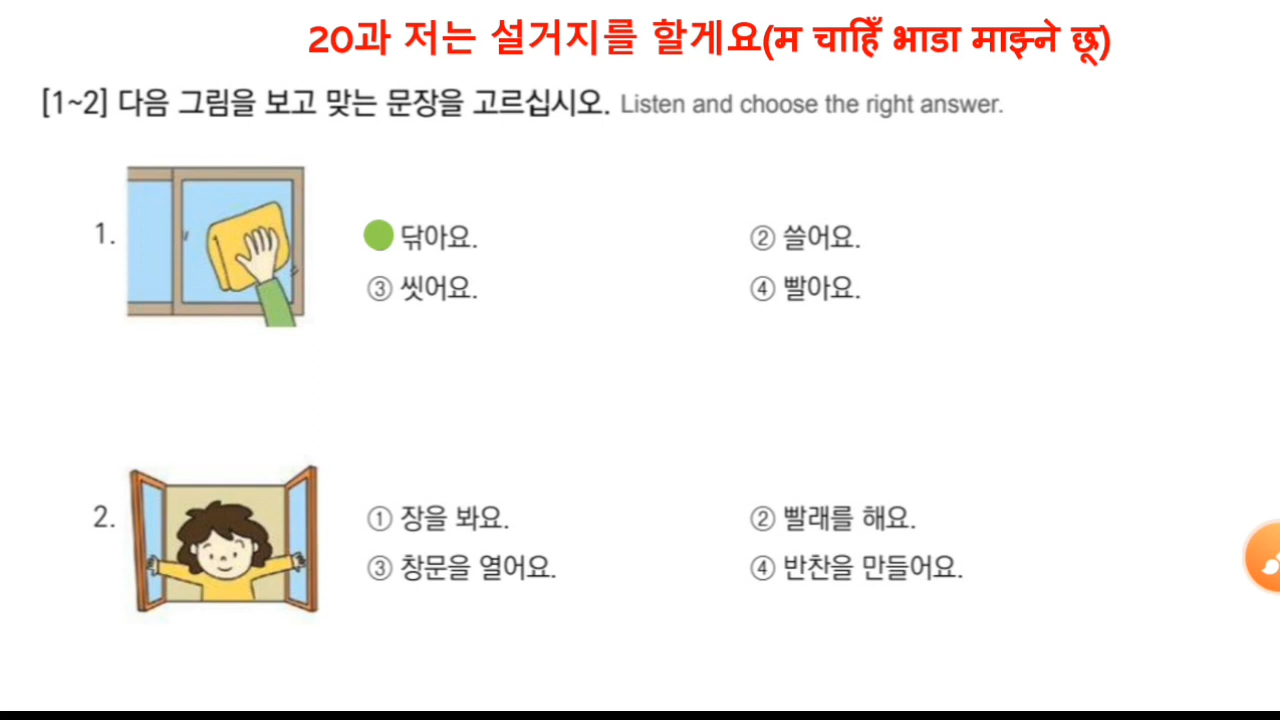 20과 저는 설거지를 할게요(म चाहिँ भाडा माझ्ने छू)
[1~2] 다음 그림을 보고 맞는 문장을 고르십시오. Listen and choose the right answer.
1.
닦아요.
② 쓸어요.
③ 씻어요.
④ 빨아요.
2.
① 장을 봐요.
② 빨래를 해요.
③ 창문을 열어요.
④ 반찬을 만들어요.